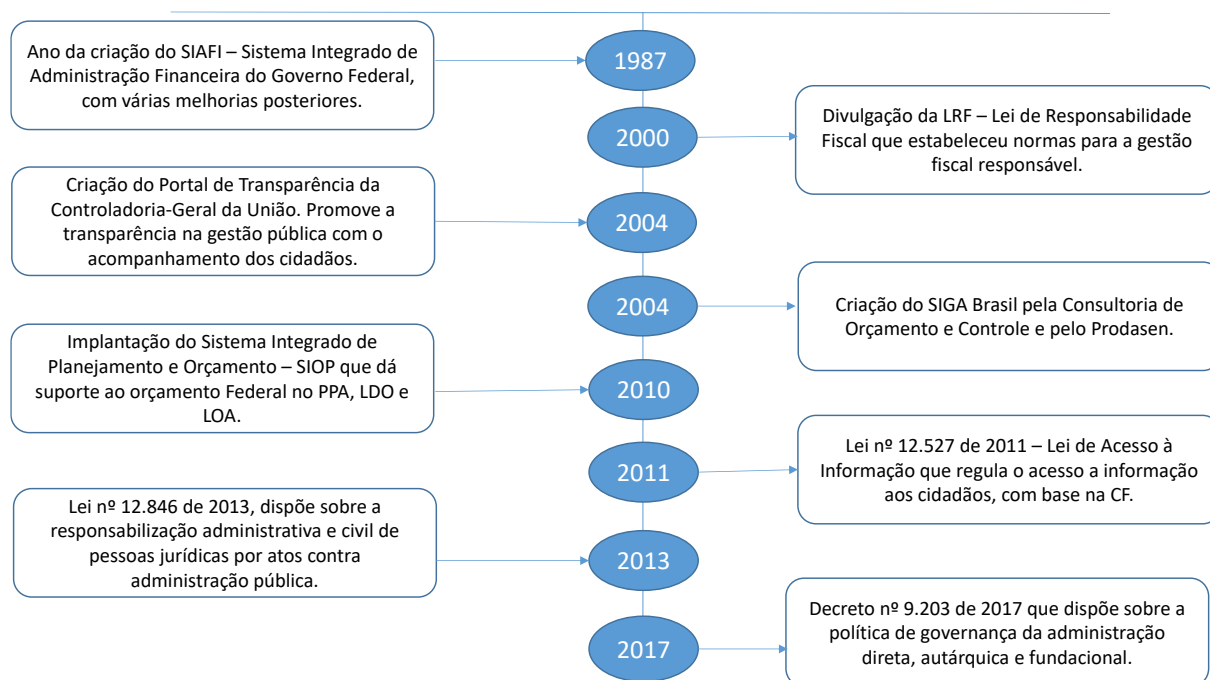 Ano da criação do SIAFI – Sistema Integrado de
Administração Financeira do Governo Federal,
com várias melhorias posteriores.
1987
2000
Divulgação da LRF – Lei de Responsabilidade
Fiscal que estabeleceu normas para a gestão
fiscal responsável.
Criação do Portal de Transparência da
Controladoria-Geral da União. Promove a
transparência na gestão pública com o
acompanhamento dos cidadãos.
2004
2004
Criação do SIGA Brasil pela Consultoria de
Orçamento e Controle e pelo Prodasen.
Implantação do Sistema Integrado de
Planejamento e Orçamento – SIOP que dá
suporte ao orçamento Federal no PPA, LDO e
LOA.
2010
2011
Lei nº 12.527 de 2011 – Lei de Acesso à
Informação que regula o acesso a informação
aos cidadãos, com base na CF.
Lei nº 12.846 de 2013, dispõe sobre a
responsabilização administrativa e civil de
pessoas jurídicas por atos contra
administração pública.
2013
2017
Decreto nº 9.203 de 2017 que dispõe sobre a
política de governança da administração
direta, autárquica e fundacional.